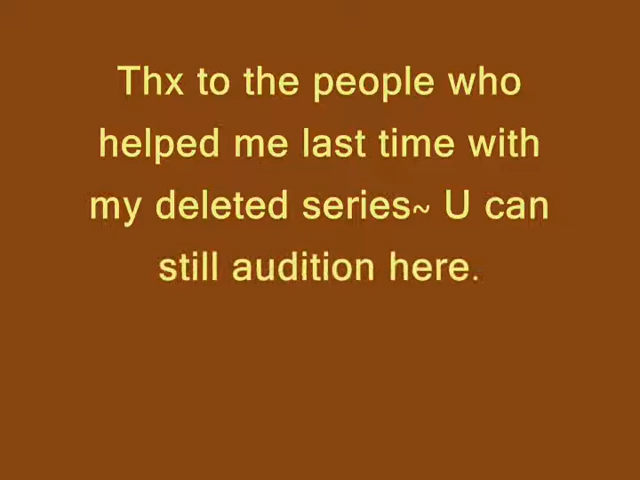 Thx to the people who
helped me last time with
my deleted series~ U can
still audition here.